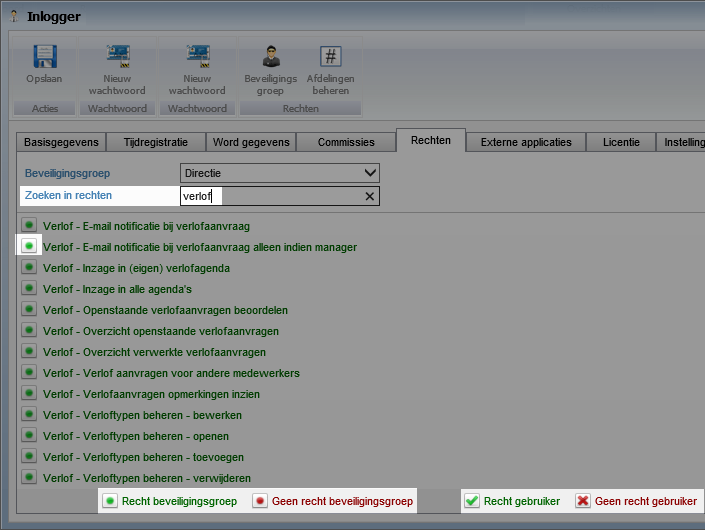 Inlogger
Opslaan Nieuw wachtwoord Nieuw wachtwoord Beveiligings groep Afdelingen beheren
Acties Wachtwoord Wachtwoord Rechten
Basisgegevens Tijdregistratie Word gegevens Commissies Rechten Externe applicaties Licentie Instelling
Beveiligingsgroep Directie
Zoeken in rechten verlof
Verlof - E-mail notificatie bij verlofaanvraag
Verlof - E-mail notificatie bij verlofaanvraag alleen indien manager
Verlof - Inzage in (eigen) verlofagenda
Verlof - Inzage in alle agenda's
Verlof - Openstaande verlofaanvragen beoordelen
Verlof - Overzicht openstaande verlofaanvragen
Verlof - Overzicht verwerkte verlofaanvragen
Verlof - Verlof aanvragen voor andere medewerkers
Verlof - Verlofaanvragen opmerkingen inzien
Verlof - Verloftypen beheren - bewerken
Verlof - Verloftypen beheren - openen
Verlof - Verloftypen beheren - toevoegen
Verlof - Verloftypen beheren - verwijderen
Recht beveiligingsgroep Geen recht beveiligingsgroep Recht gebruiker Geen recht gebruiker